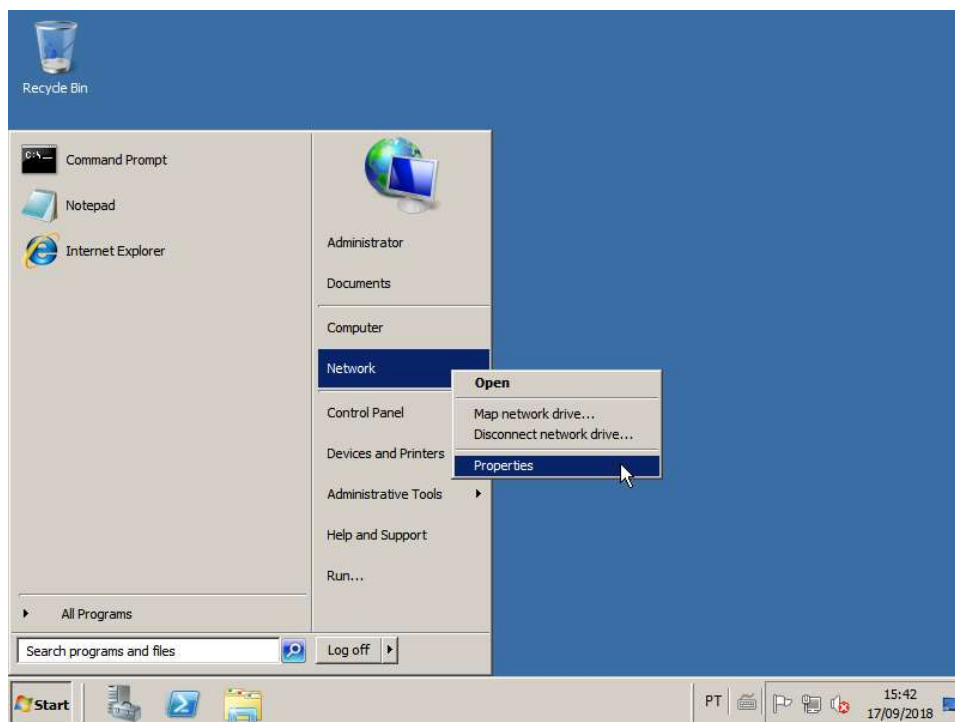 Recycle Bin
C:\
Command Prompt
Notepad
Internet Explorer
Administrator
Documents
Computer
Network
Control Panel
Devices and Printers
Administrative Tools
Help and Support
Run...
Open
Map network drive...
Disconnect network drive...
Properties
All Programs
Search programs and files
Log off
Start
PT
15:42
17/09/2018